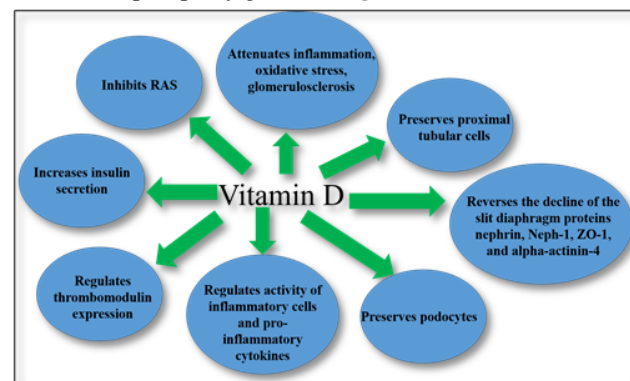 Attenuates inflammation,
oxidative stress,
glomerulosclerosis
Inhibits RAS
Preserves proximal
tubular cells
Increases insulin
secretion
Vitamin D
Reverses the decline of the
slit diaphragm proteins
nephrin, Neph-1, ZO-1,
and alpha-actinin-4
Regulates
thrombomodulin
expression
Regulates activity of
inflammatory cells
and pro-
inflammatory
cytokines
Preserves podocytes